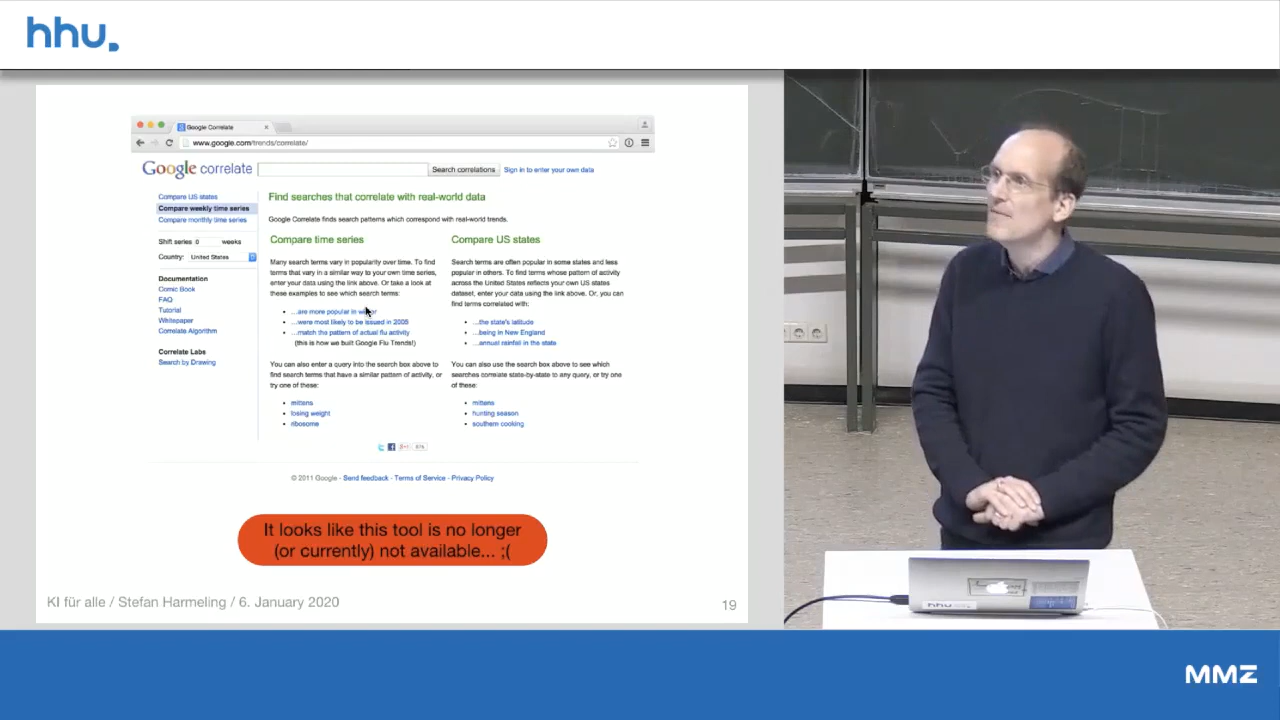 hhu.
Google Correlate
www.google.com/trends/correlate/
Google correlate
Search correlations
Sign in to enter your own data
Compare US states
Compare weekly time series
Compare monthly time series
Shift series 0 weeks
Country: United States
Documentation
Comic Book
FAQ
Tutorial
Whitepaper
Correlate Algorithm
Correlate Labs
Search by Drawing
Find searches that correlate with real-world data
Google Correlate finds search patterns which correspond with real-world trends.
Compare time series
Many search terms vary in popularity over time. To find
terms that vary in a similar way to your own time series,
enter your data using the link above. Or take a look at
these examples to see which search terms:
...are more popular in
...were most likely to be issued in 2005
...match the pattern of actual flu activity
(this is how we built Google Flu Trends!)
You can also enter a query into the search box above to
find search terms that have a similar pattern of activity, or
try one of these:
mittens
losing weight
ribosome
Compare US states
Search terms are often popular in some states and less
popular in others. To find terms whose pattern of activity
across the United States reflects your own US states
dataset, enter your data using the link above. Or, you can
find terms correlated with:
...the state's latitude
...being in New England
...annual rainfall in the state
You can also use the search box above to see which
searches correlate state-by-state to any query, or try one
of these:
mittens
hunting season
southern cooking
© 2011 Google - Send feedback - Terms of Service - Privacy Policy
It looks like this tool is no longer
(or currently) not available... ;(
KI für alle / Stefan Harmeling / 6. January 2020
19
hhu
MMZ